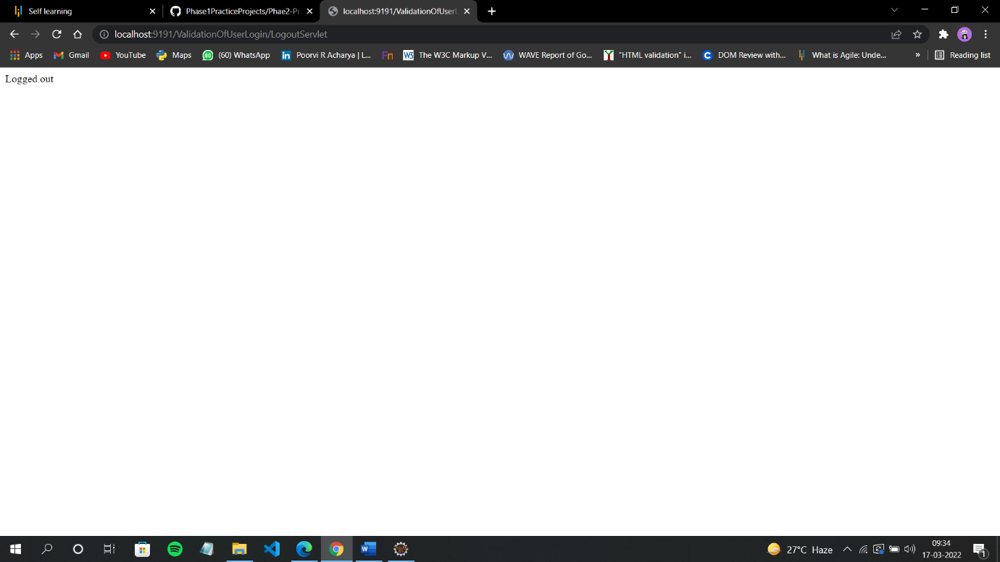 Self learning
Phase1PracticeProjects/Phae2-Pr
localhost:9191/ValidationOfUserL
localhost:9191/ValidationOfUserLogin/LogoutServlet
Apps
Gmail
YouTube
Maps
(60) WhatsApp
Poorvi R Acharya | L...
Fn
The W3C Markup V...
WAVE Report of Go...
"HTML validation" i...
DOM Review with...
What is Agile: Unde...
»
Reading list
Logged out
27°C Haze
09:34
17-03-2022
1